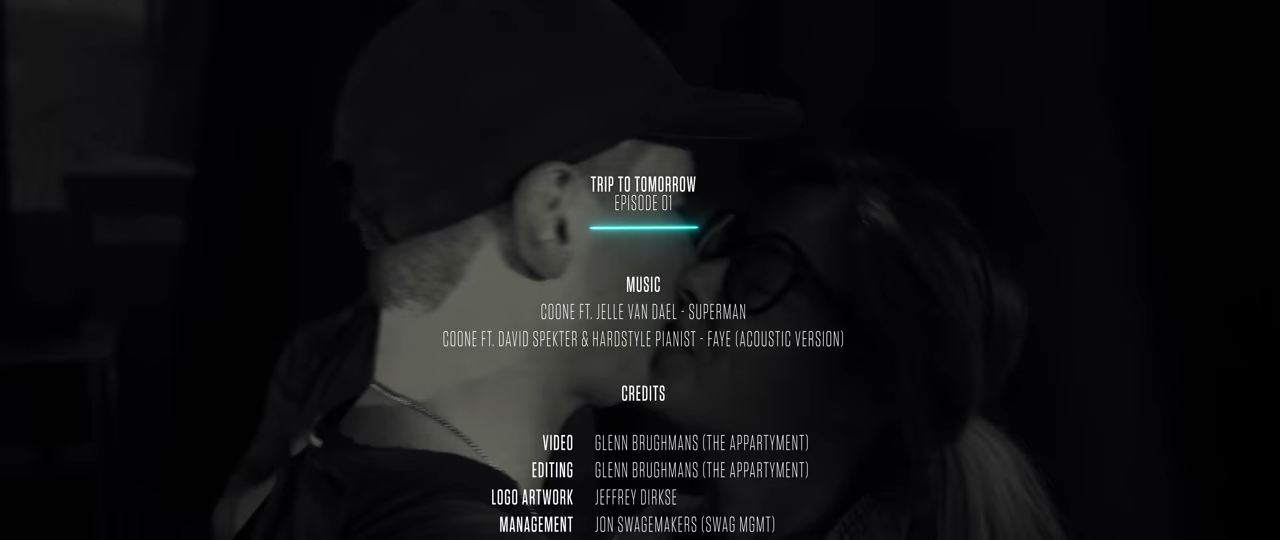 TRIP TO TOMORROW
EPISODE 01
MUSIC
COONE FT. JELLE VAN DAEL - SUPERMAN
COONE FT. DAVID SPEKTER & HARDSTYLE PIANIST - FAYE (ACOUSTIC VERSION)
CREDITS
VIDEO GLENN BRUGHMANS (THE APPARTYMENT)
EDITING GLENN BRUGHMANS (THE APPARTYMENT)
LOGO ARTWORK JEFFREY DIRKSE
MANAGEMENT JON SWAGEMAKERS (SWAG MGMT)